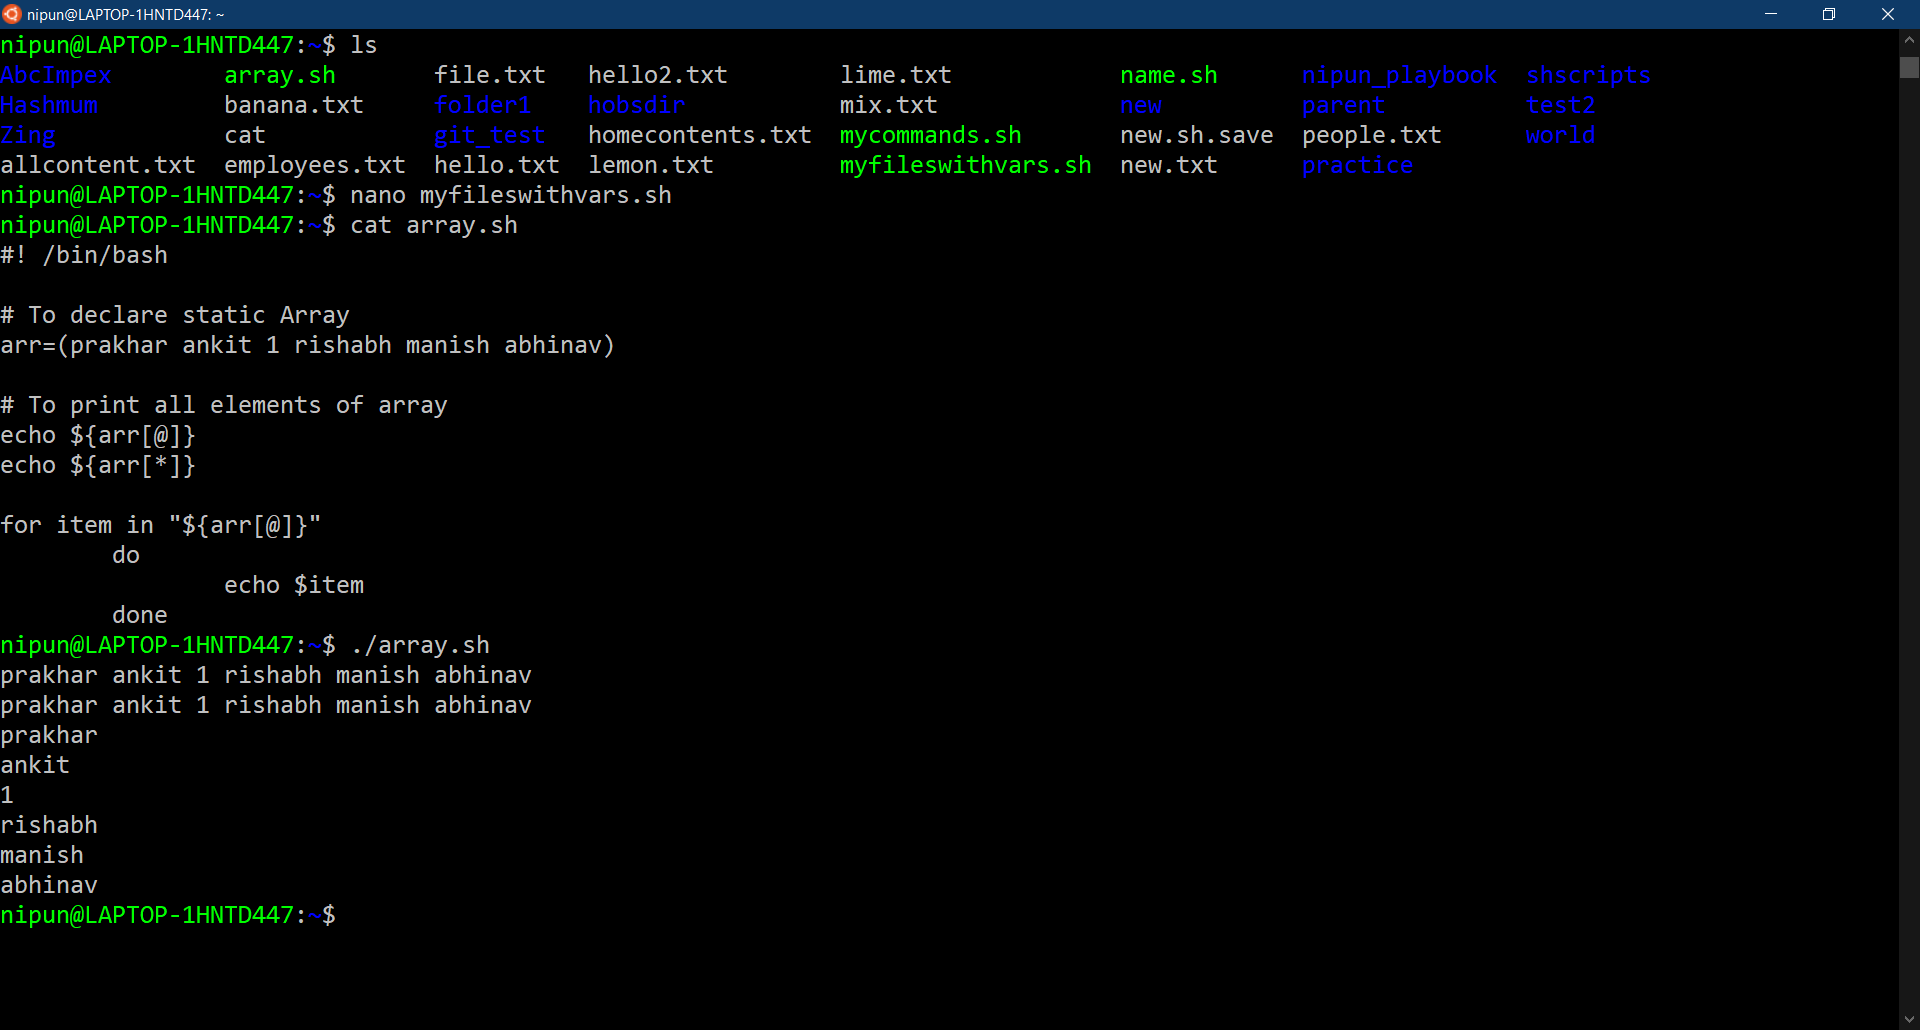 nipun@LAPTOP-1HNTD447: ~
nipun@LAPTOP-1HNTD447:~$ ls
AbcImpex        array.sh       file.txt   hello2.txt        lime.txt            name.sh      nipun_playbook  shscripts
Hashmum         banana.txt     folder1    hobsdir           mix.txt             new          parent          test2
Zing            cat            git_test   homecontents.txt  mycommands.sh       new.sh.save  people.txt      world
allcontent.txt  employees.txt  hello.txt  lemon.txt         myfileswithvars.sh  new.txt      practice
nipun@LAPTOP-1HNTD447:~$ nano myfileswithvars.sh
nipun@LAPTOP-1HNTD447:~$ cat array.sh
#! /bin/bash

# To declare static Array
arr=(prakhar ankit 1 rishabh manish abhinav)

# To print all elements of array
echo ${arr[@]}
echo ${arr[*]}

for item in "${arr[@]}"
        do
                echo $item
        done
nipun@LAPTOP-1HNTD447:~$ ./array.sh
prakhar ankit 1 rishabh manish abhinav
prakhar ankit 1 rishabh manish abhinav
prakhar
ankit
1
rishabh
manish
abhinav
nipun@LAPTOP-1HNTD447:~$